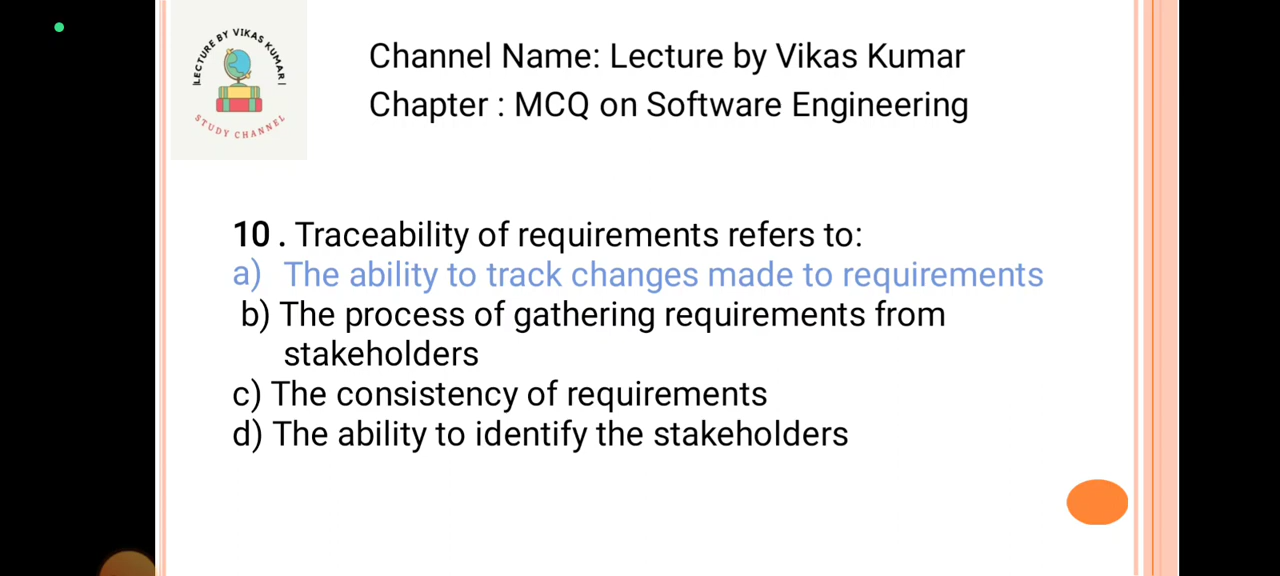 LECTURE BY VIKAS KUMAR
STUDY CHANNEL
Channel Name: Lecture by Vikas Kumar
Chapter : MCQ on Software Engineering
10 . Traceability of requirements refers to:
a) The ability to track changes made to requirements
b) The process of gathering requirements from
stakeholders
c) The consistency of requirements
d) The ability to identify the stakeholders